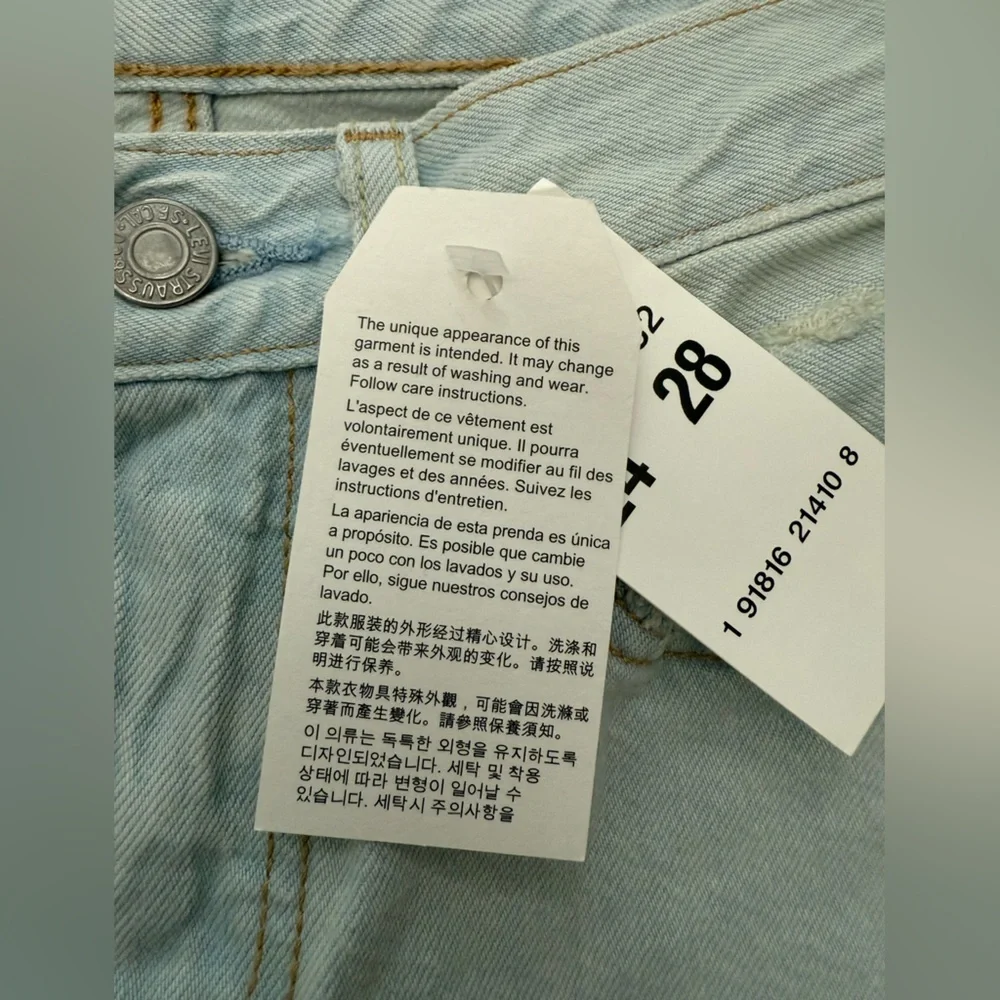 LEVI STRAUSS & CO. S.F. CAL.
The unique appearance of this
garment is intended. It may change
as a result of washing and wear.
Follow care instructions.
L'aspect de ce vêtement est
volontairement unique. Il pourra
éventuellement se modifier au fil des
lavages et des années. Suivez les
instructions d'entretien.
La apariencia de esta prenda es única
a propósito. Es posible que cambie
un poco con los lavados y su uso.
Por ello, sigue nuestros consejos de
lavado.
此款服装的外形经过精心设计。洗涤和
穿着可能会带来外观的变化。请按照说
明进行保养。
本款衣物具特殊外觀，可能會因洗滌或
穿著而產生變化。請參照保養須知。
이 의류는 독특한 외형을 유지하도록
디자인되었습니다. 세탁 및 착용
상태에 따라 변형이 일어날 수
있습니다. 세탁시 주의사항을
28
1 91816 21410 8